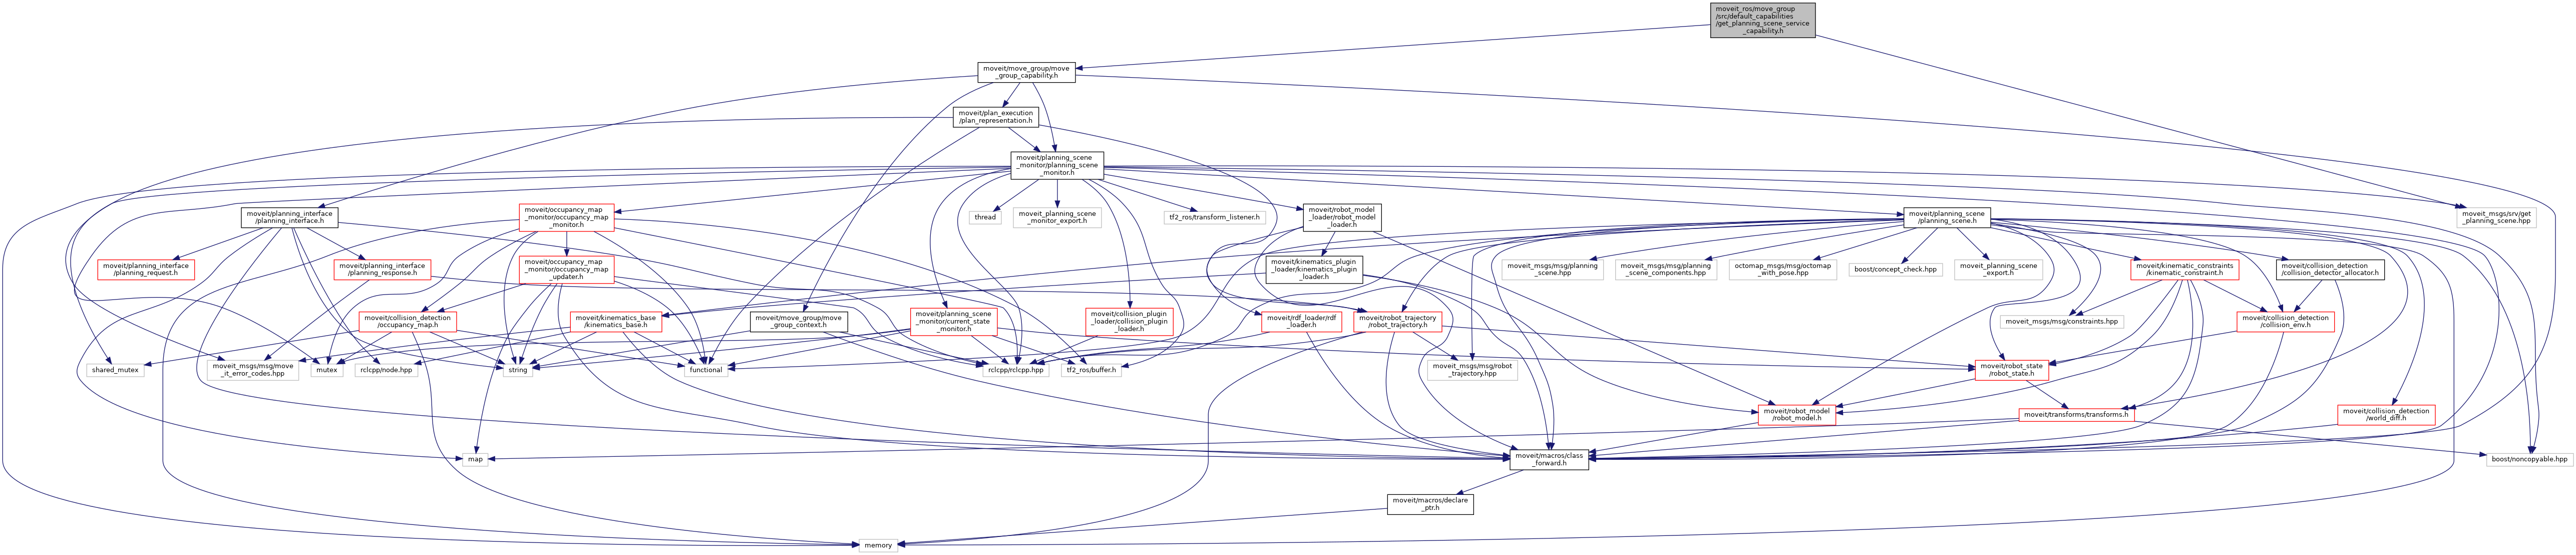 moveit_ros/move_group
/src/default_capabilities
/get_planning_scene_service
_capability.h
moveit/move_group/move
_group_capability.h
moveit/plan_execution
/plan_representation.h
moveit/planning_scene
_monitor/planning_scene
_monitor.h
moveit/planning_interface
/planning_interface.h
moveit/occupancy_map
_monitor/occupancy_map
_monitor.h
thread
moveit_planning_scene
_monitor_export.h
tf2_ros/transform_listener.h
moveit/robot_model
_loader/robot_model
_loader.h
moveit/planning_scene
/planning_scene.h
moveit_msgs/srv/get
_planning_scene.hpp
moveit/planning_interface
/planning_request.h
moveit/planning_interface
/planning_response.h
moveit/occupancy_map
_monitor/occupancy_map
_updater.h
moveit/kinematics_plugin
_loader/kinematics_plugin
_loader.h
moveit_msgs/msg/planning
_scene.hpp
moveit_msgs/msg/planning
_scene_components.hpp
octomap_msgs/msg/octomap
_with_pose.hpp
boost/concept_check.hpp
moveit_planning_scene
_export.h
moveit/kinematic_constraints
/kinematic_constraint.h
moveit/collision_detection
/collision_detector_allocator.h
moveit/collision_detection
/occupancy_map.h
moveit/kinematics_base
/kinematics_base.h
moveit/move_group/move
_group_context.h
moveit/planning_scene
_monitor/current_state
_monitor.h
moveit/collision_plugin
_loader/collision_plugin
_loader.h
moveit/rdf_loader/rdf
_loader.h
moveit/robot_trajectory
/robot_trajectory.h
moveit_msgs/msg/constraints.hpp
moveit/collision_detection
/collision_env.h
shared_mutex
moveit_msgs/msg/move
_it_error_codes.hpp
mutex
rclcpp/node.hpp
string
functional
rclcpp/rclcpp.hpp
tf2_ros/buffer.h
moveit_msgs/msg/robot
_trajectory.hpp
moveit/robot_state
/robot_state.h
moveit/robot_model
/robot_model.h
moveit/transforms/transforms.h
moveit/collision_detection
/world_diff.h
map
moveit/macros/class
_forward.h
boost/noncopyable.hpp
moveit/macros/declare
_ptr.h
memory